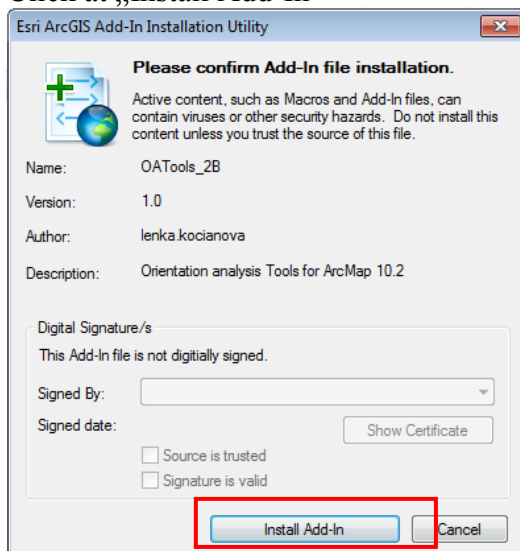 Esri ArcGIS Add-In Installation Utility
Please confirm Add-In file installation.
Active content, such as Macros and Add-In files, can
contain viruses or other security hazards. Do not install this
content unless you trust the source of this file.
Name: OATools_2B
Version: 1.0
Author: lenka.kocianova
Description: Orientation analysis Tools for ArcMap 10.2
Digital Signature/s
This Add-In file is not digitially signed.
Signed By:
Signed date:
Show Certificate
Source is trusted
Signature is valid
Install Add-In Cancel